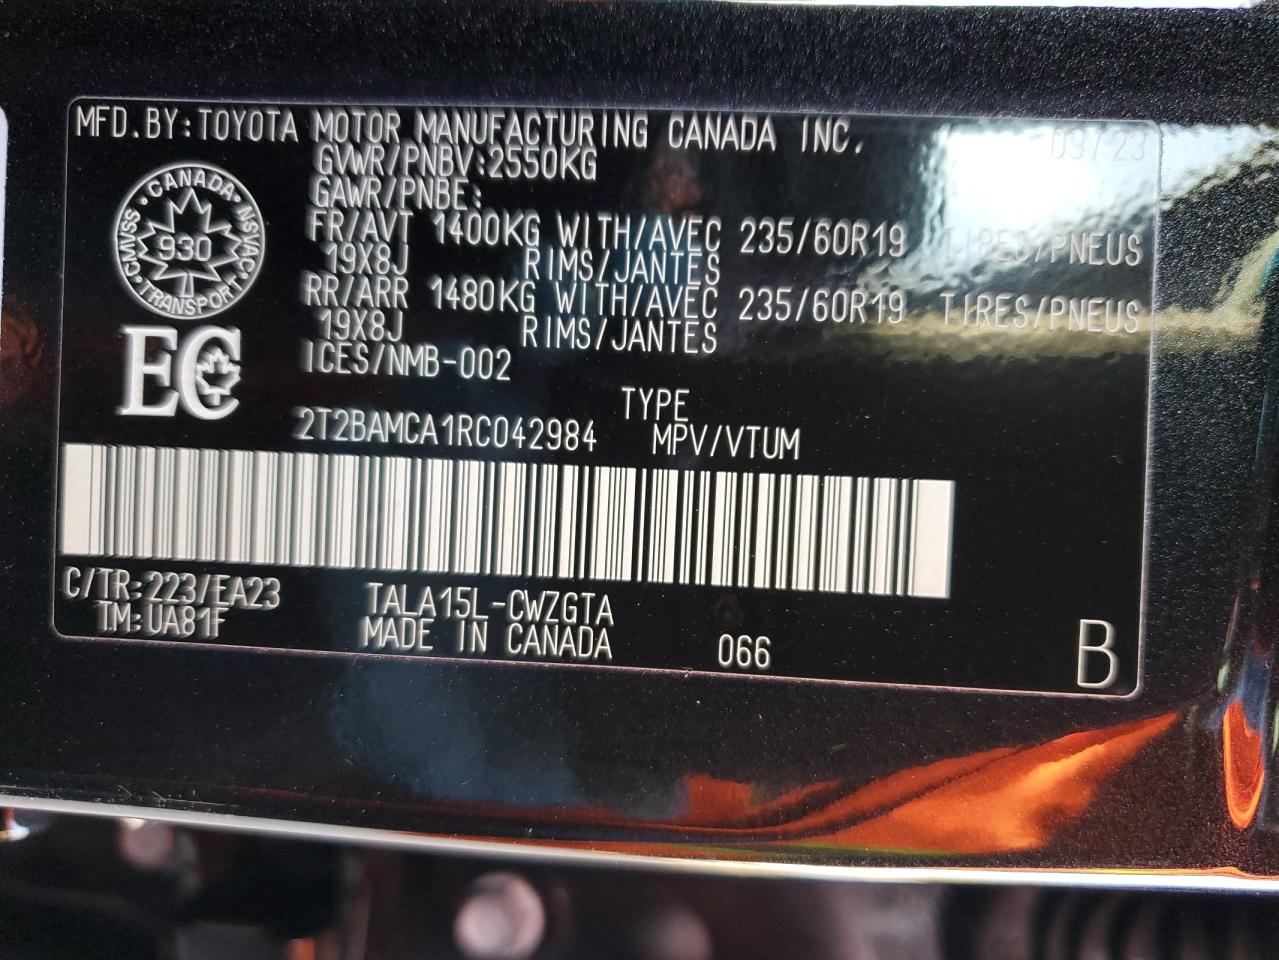 MFD.BY:TOYOTA MOTOR MANUFACTURING CANADA INC. 09/23
GVWR/PNBV:2550KG
GAWR/PNBE:
FR/AVT 1400KG WITH/AVEC 235/60R19 TIRES/PNEUS
19X8J RIMS/JANTES
RR/ARR 1480KG WITH/AVEC 235/60R19 TIRES/PNEUS
19X8J RIMS/JANTES
ICES/NMB-002
CANADA
CMVSS NSVAC
930
TRANSPORT
EC
TYPE
2T2BAMCA1RC042984 MPV/VTUM
C/TR:223/EA23 TALA15L-CWZGTA
TM:UA81F MADE IN CANADA 066
B